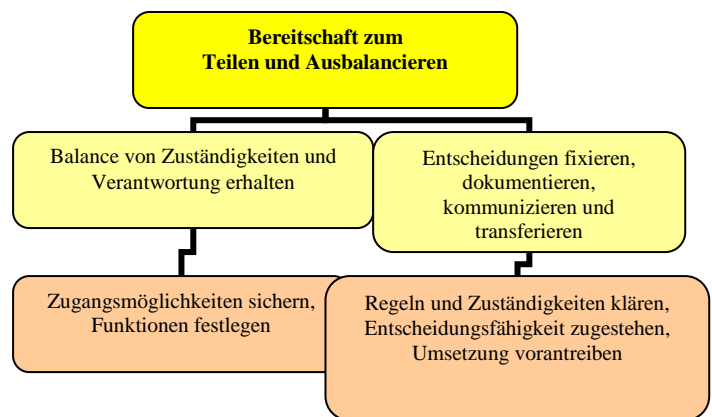 Bereitschaft zum
Teilen und Ausbalancieren
Balance von Zuständigkeiten und
Verantwortung erhalten
Entscheidungen fixieren,
dokumentieren,
kommunizieren und
transferieren
Zugangsmöglichkeiten sichern,
Funktionen festlegen
Regeln und Zuständigkeiten klären,
Entscheidungsfähigkeit zugestehen,
Umsetzung vorantreiben